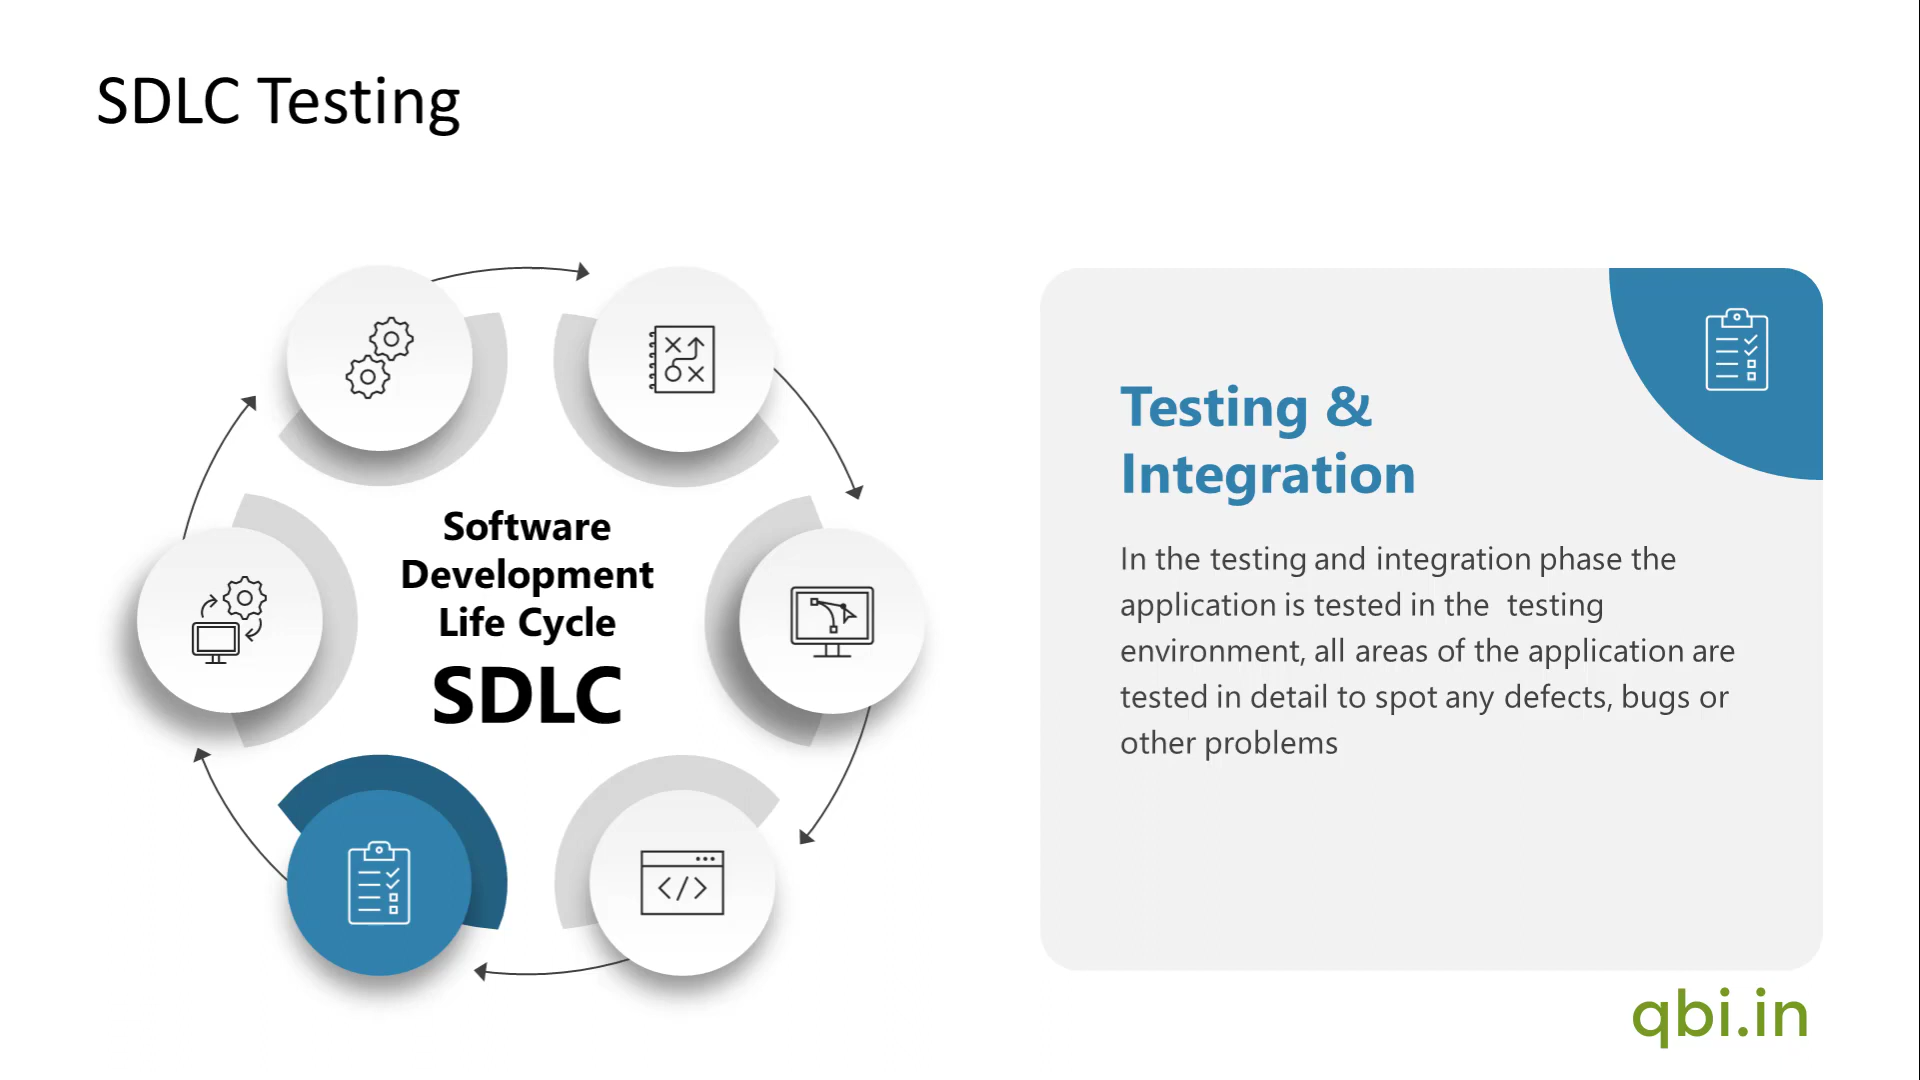 SDLC Testing
Software
Development
Life Cycle
SDLC
Testing &
Integration
In the testing and integration phase the
application is tested in the  testing
environment, all areas of the application are
tested in detail to spot any defects, bugs or
other problems
qbi.in